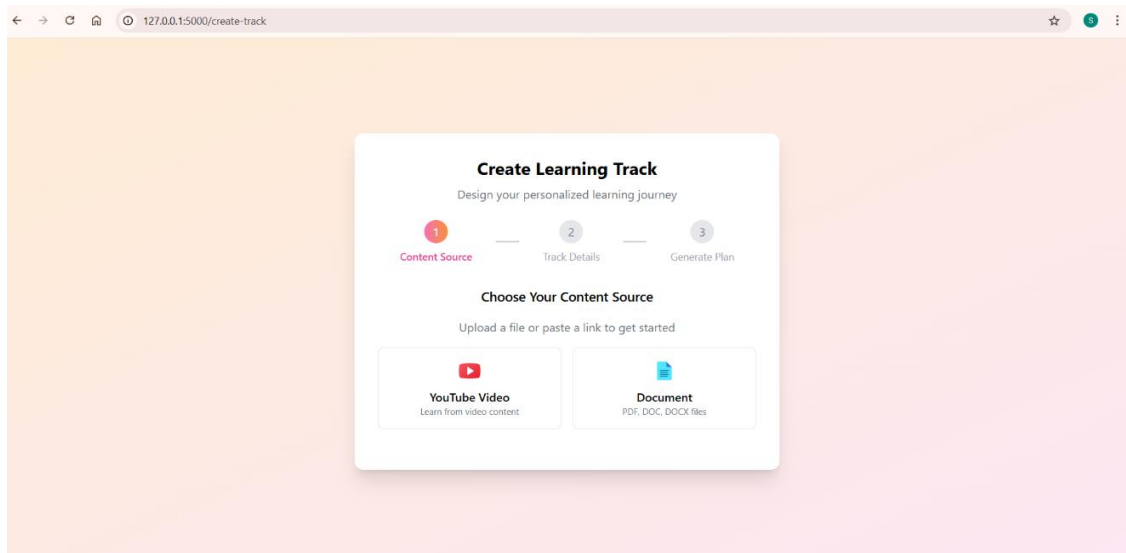 127.0.0.1:5000/create-track
S
Create Learning Track
Design your personalized learning journey
1 2 3
Content Source Track Details Generate Plan
Choose Your Content Source
Upload a file or paste a link to get started
YouTube Video Document
Learn from video content PDF, DOC, DOCX files